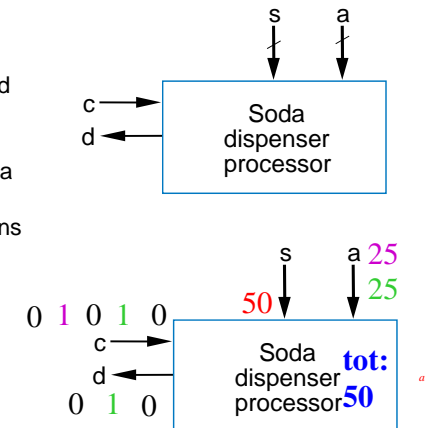 s a
d
c
Soda
d
dispenser
processor
a
ns
s a 25
50 25
0 1 0 1 0
c
Soda tot:
d
dispenser
a
0 1 0
processor 50